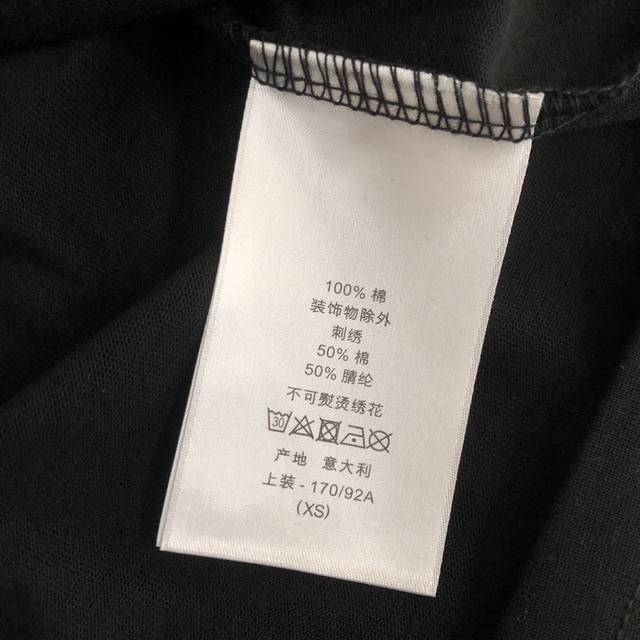 100% 棉
装饰物除外
刺绣
50% 棉
50% 腈纶
不可熨烫绣花
30
产地 意大利
上装 - 170/92A
(XS)